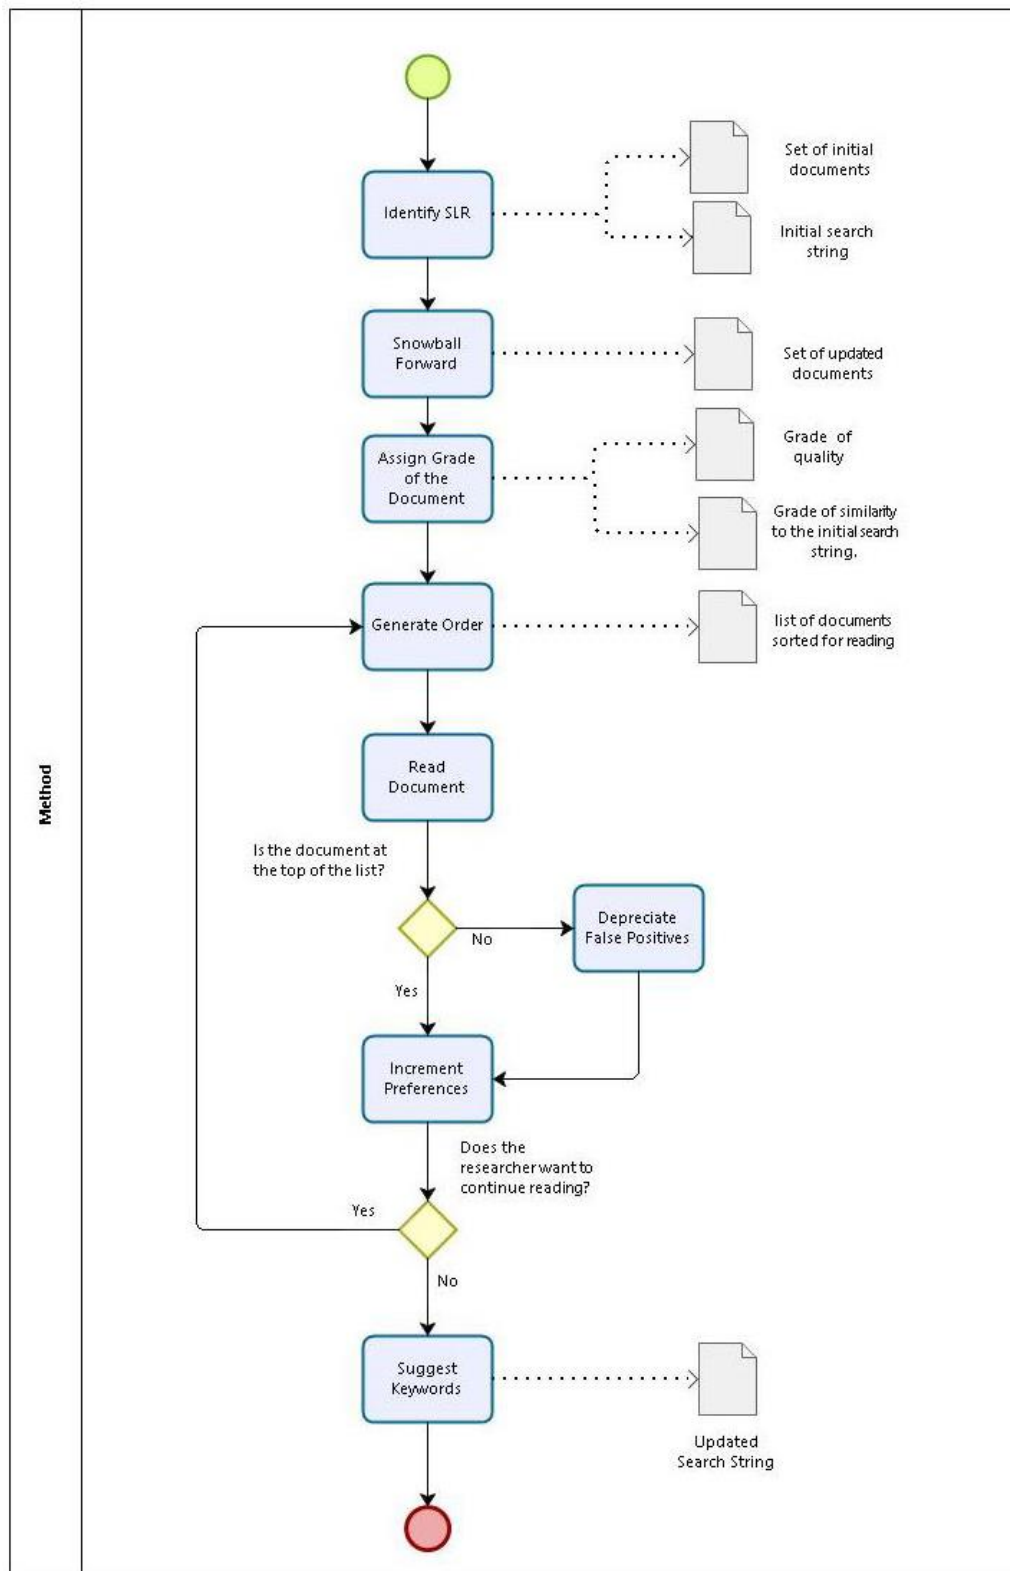 Method
Identify SLR
Set of initial
documents
Initial search
string
Snowball
Forward
Set of updated
documents
Assign Grade
of the
Document
Grade of
quality
Grade of similarity
to the initial search
string.
Generate Order
list of documents
sorted for reading
Read
Document
Is the document at
the top of the list?
No
Depreciate
False Positives
Yes
Increment
Preferences
Does the
researcher want to
continue reading?
Yes
No
Suggest
Keywords
Updated
Search String